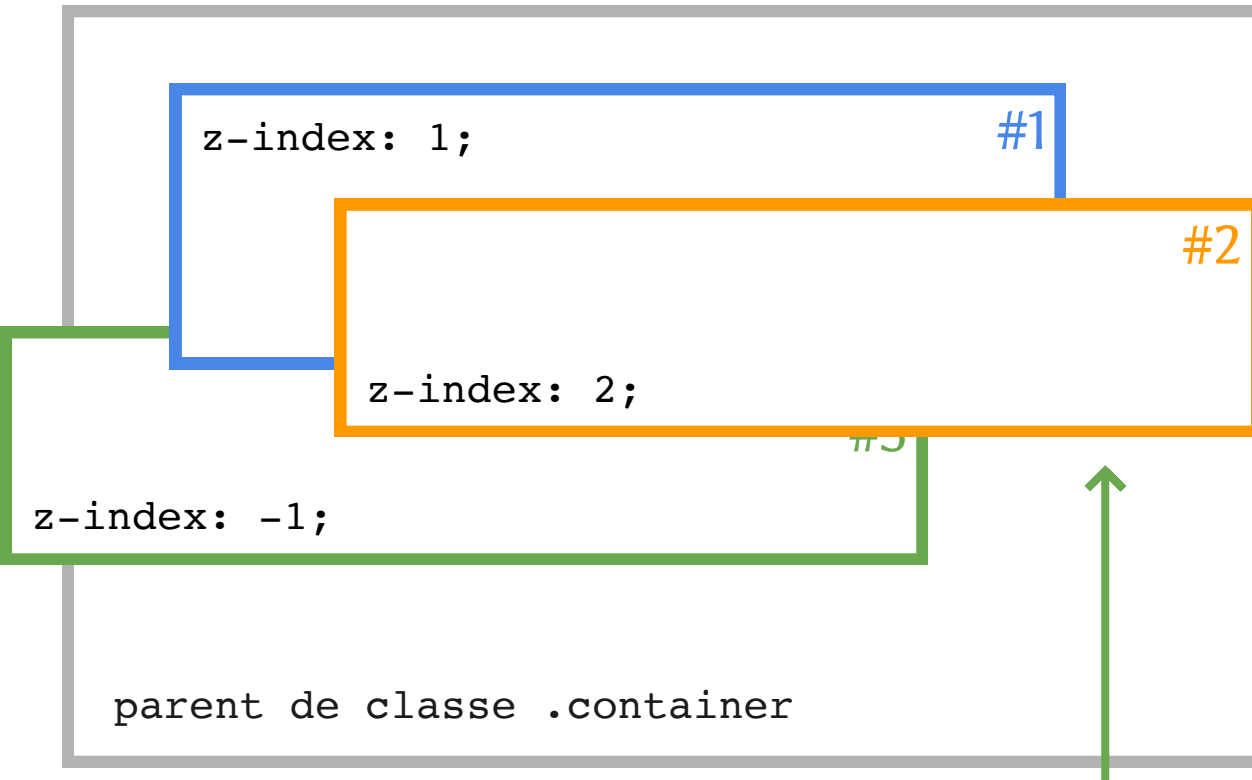 z-index: 1;
#1
#2
z-index: 2;
z-index: -1;
parent de classe .container